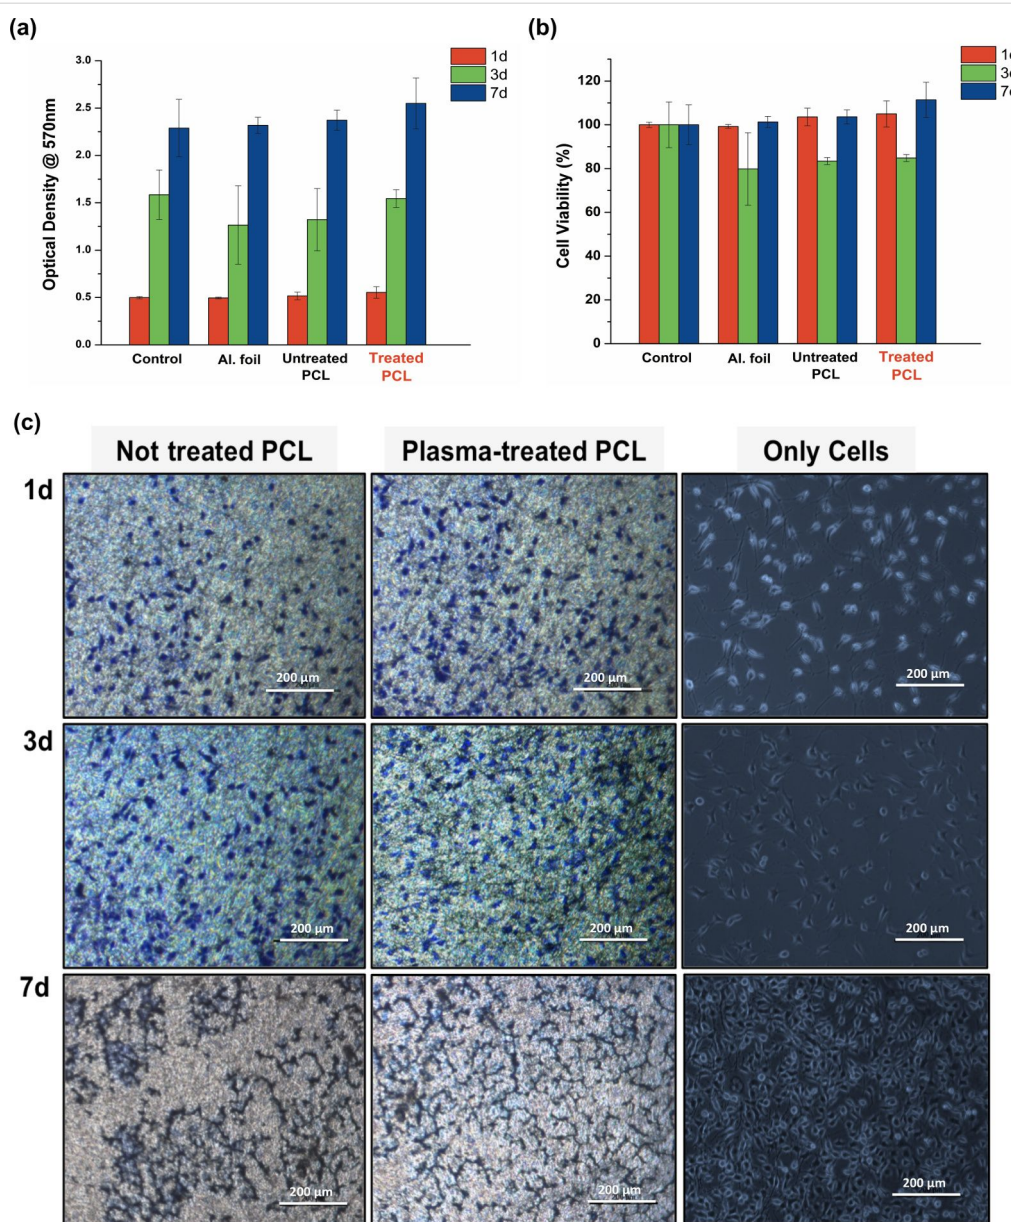 (a)
Optical Density @ 570nm
3.0
2.5
2.0
1.5
1.0
0.5
0.0
1d
3d
7d
Control
Al. foil
Untreated
PCL
Treated
PCL
(b)
Cell Viability (%)
120
100
80
60
40
20
0
Control
Al. foil
Untreated
PCL
Treated
PCL
(c)
Not treated PCL
Plasma-treated PCL
Only Cells
1d
200 µm
200 µm
200 µm
3d
200 µm
200 µm
200 µm
7d
200 µm
200 µm
200 µm